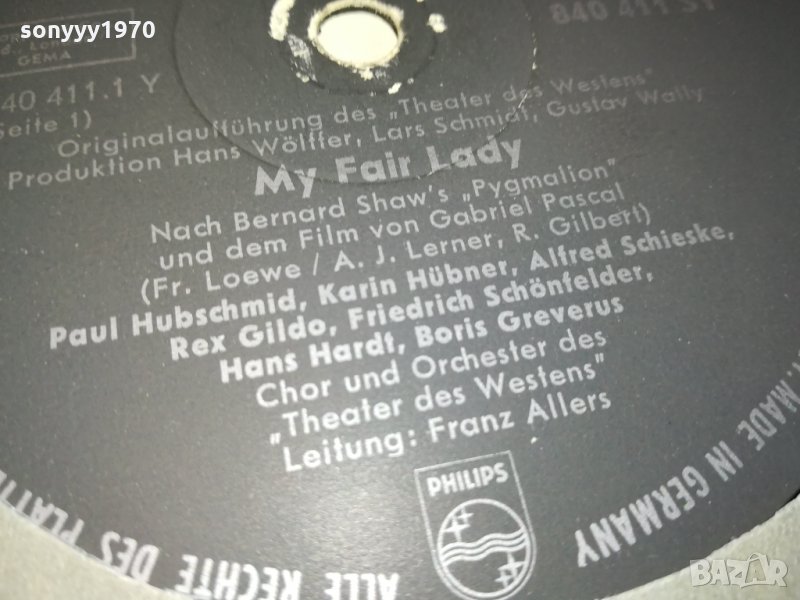 sonyyy1970
GEMA
840 411 SY
40 411.1 Y
Seite 1)
Originalaufführung des „Theater des Westens"
Produktion Hans Wölffer, Lars Schmidt, Gustav Wally
My Fair Lady
Nach Bernard Shaw's „Pygmalion"
und dem Film von Gabriel Pascal
(Fr. Loewe / A. J. Lerner, R. Gilbert)
Paul Hubschmid, Karin Hübner, Alfred Schieske,
Rex Gildo, Friedrich Schönfelder,
Hans Hardt, Boris Greverus
Chor und Orchester des
„Theater des Westens"
Leitung: Franz Allers
PHILIPS
MADE IN GERMANY
ALLE RECHTE DES PLATTE
BAZAR